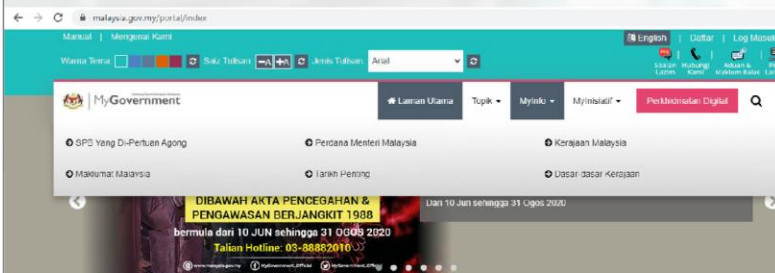 malaysia.gov.my/portal/index
Manual | Mengenai Kami
English | Daftar | Log Masuk
Warna Tema Saiz Tulisan -A +A Jenis Tulisan Arial
Soalan Lazim
Hubungi Kami
Aduan & Maklum Balas
MyGovernment
Laman Utama Topik MyInfo MyInisiatif Perkhidmatan Digital
SPB Yang Di-Pertuan Agong Perdana Menteri Malaysia Kerajaan Malaysia
Maklumat Malaysia Tarikh Penting Dasar-dasar Kerajaan
DIBAWAH AKTA PENCEGAHAN &
PENGAWASAN BERJANGKIT 1988
Dari 10 Jun sehingga 31 Ogos 2020
bermula dari 10 JUN sehingga 31 OGOS 2020
Talian Hotline: 03-88882010